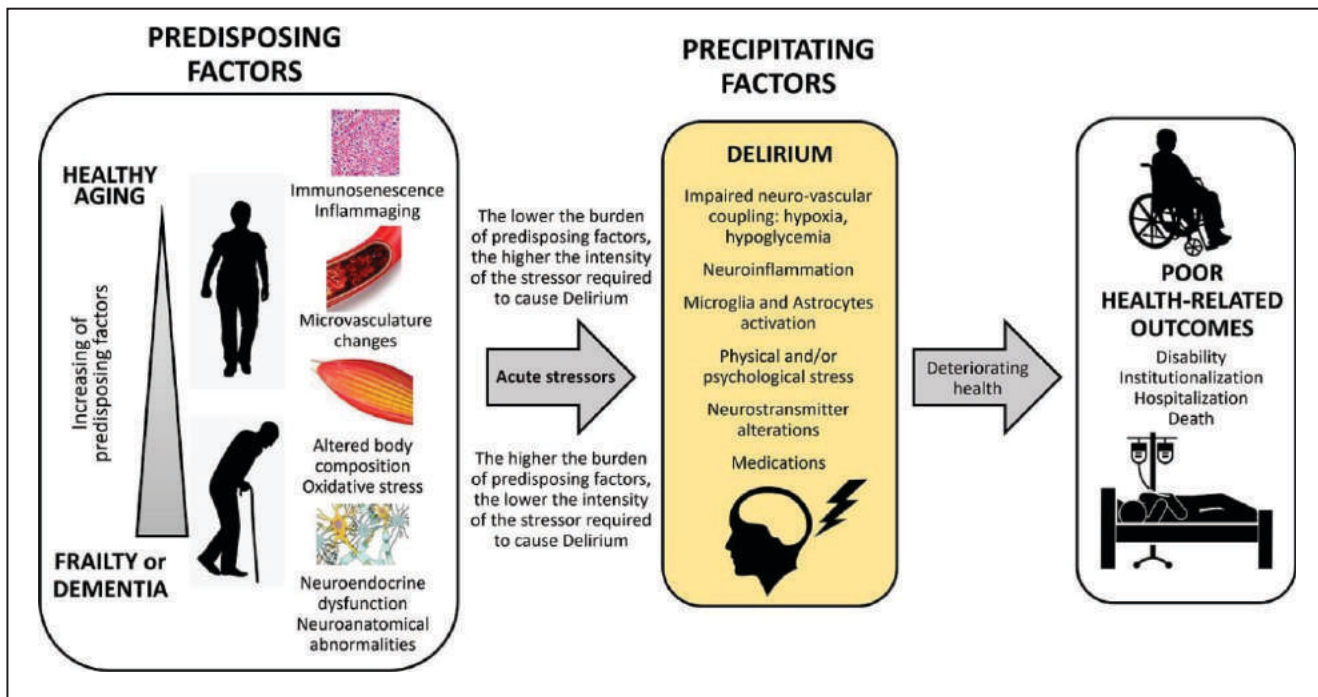 PREDISPOSING
FACTORS
HEALTHY
AGING
Increasing of
predisposing factors
FRAILTY or
DEMENTIA
Immunosenescence
Inflammaging
Microvasculature
changes
Altered body
composition
Oxidative stress
Neuroendocrine
dysfunction
Neuroanatomical
abnormalities
The lower the burden
of predisposing factors,
the higher the intensity
of the stressor required
to cause Delirium
Acute stressors
The higher the burden
of predisposing factors,
the lower the intensity
of the stressor required
to cause Delirium
PRECIPITATING
FACTORS
DELIRIUM
Impaired neuro-vascular
coupling: hypoxia,
hypoglycemia
Neuroinflammation
Microglia and Astrocytes
activation
Physical and/or
psychological stress
Neurostransmitter
alterations
Medications
Deteriorating
health
POOR
HEALTH-RELATED
OUTCOMES
Disability
Institutionalization
Hospitalization
Death